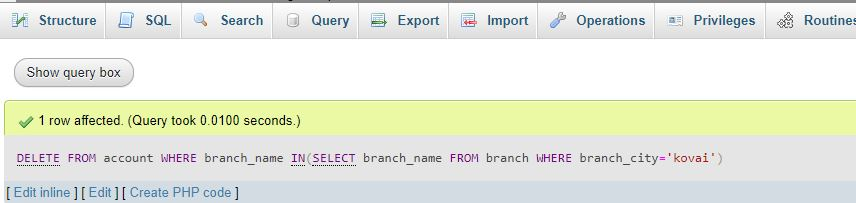 Structure SQL Search Query Export Import Operations Privileges Routines
Show query box
1 row affected. (Query took 0.0100 seconds.)
DELETE FROM account WHERE branch_name IN(SELECT branch_name FROM branch WHERE branch_city='kovai')
[ Edit inline ] [ Edit ] [ Create PHP code ]